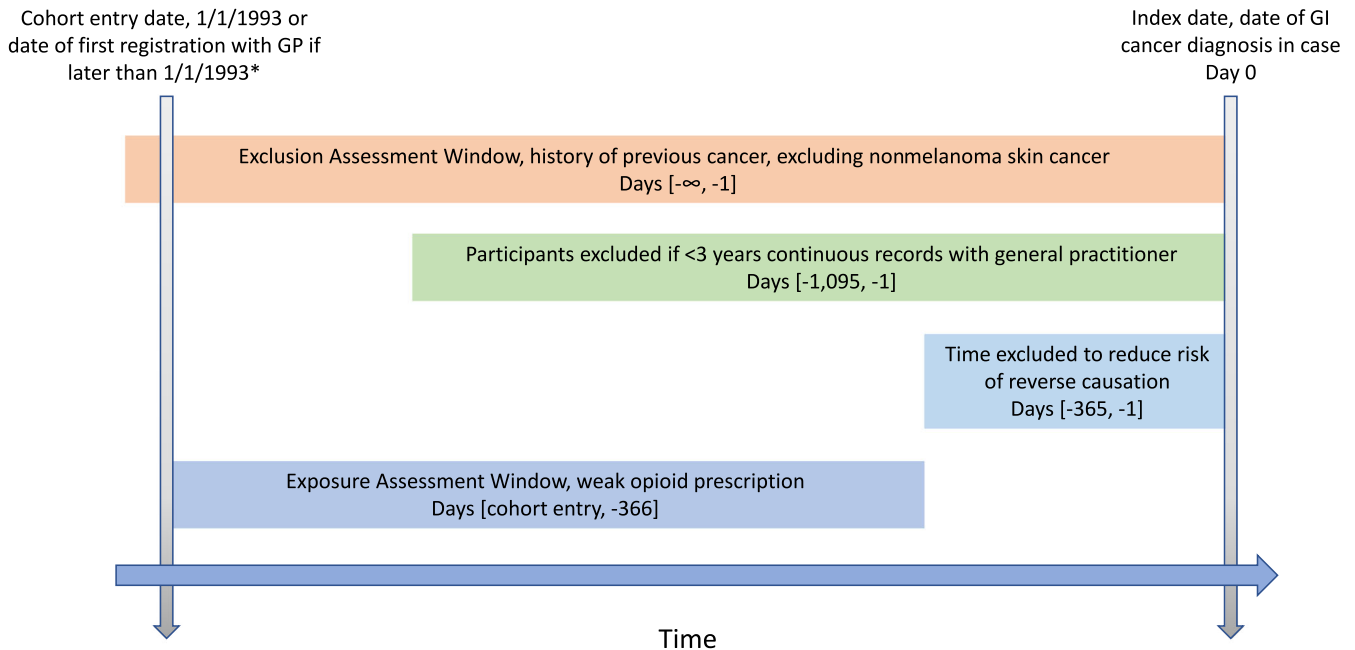 Cohort entry date, 1/1/1993 or
date of first registration with GP if
later than 1/1/1993*
Index date, date of GI
cancer diagnosis in case
Day 0
Exclusion Assessment Window, history of previous cancer, excluding nonmelanoma skin cancer
Days [-∞, -1]
Participants excluded if <3 years continuous records with general practitioner
Days [-1,095, -1]
Time excluded to reduce risk
of reverse causation
Days [-365, -1]
Exposure Assessment Window, weak opioid prescription
Days [cohort entry, -366]
Time